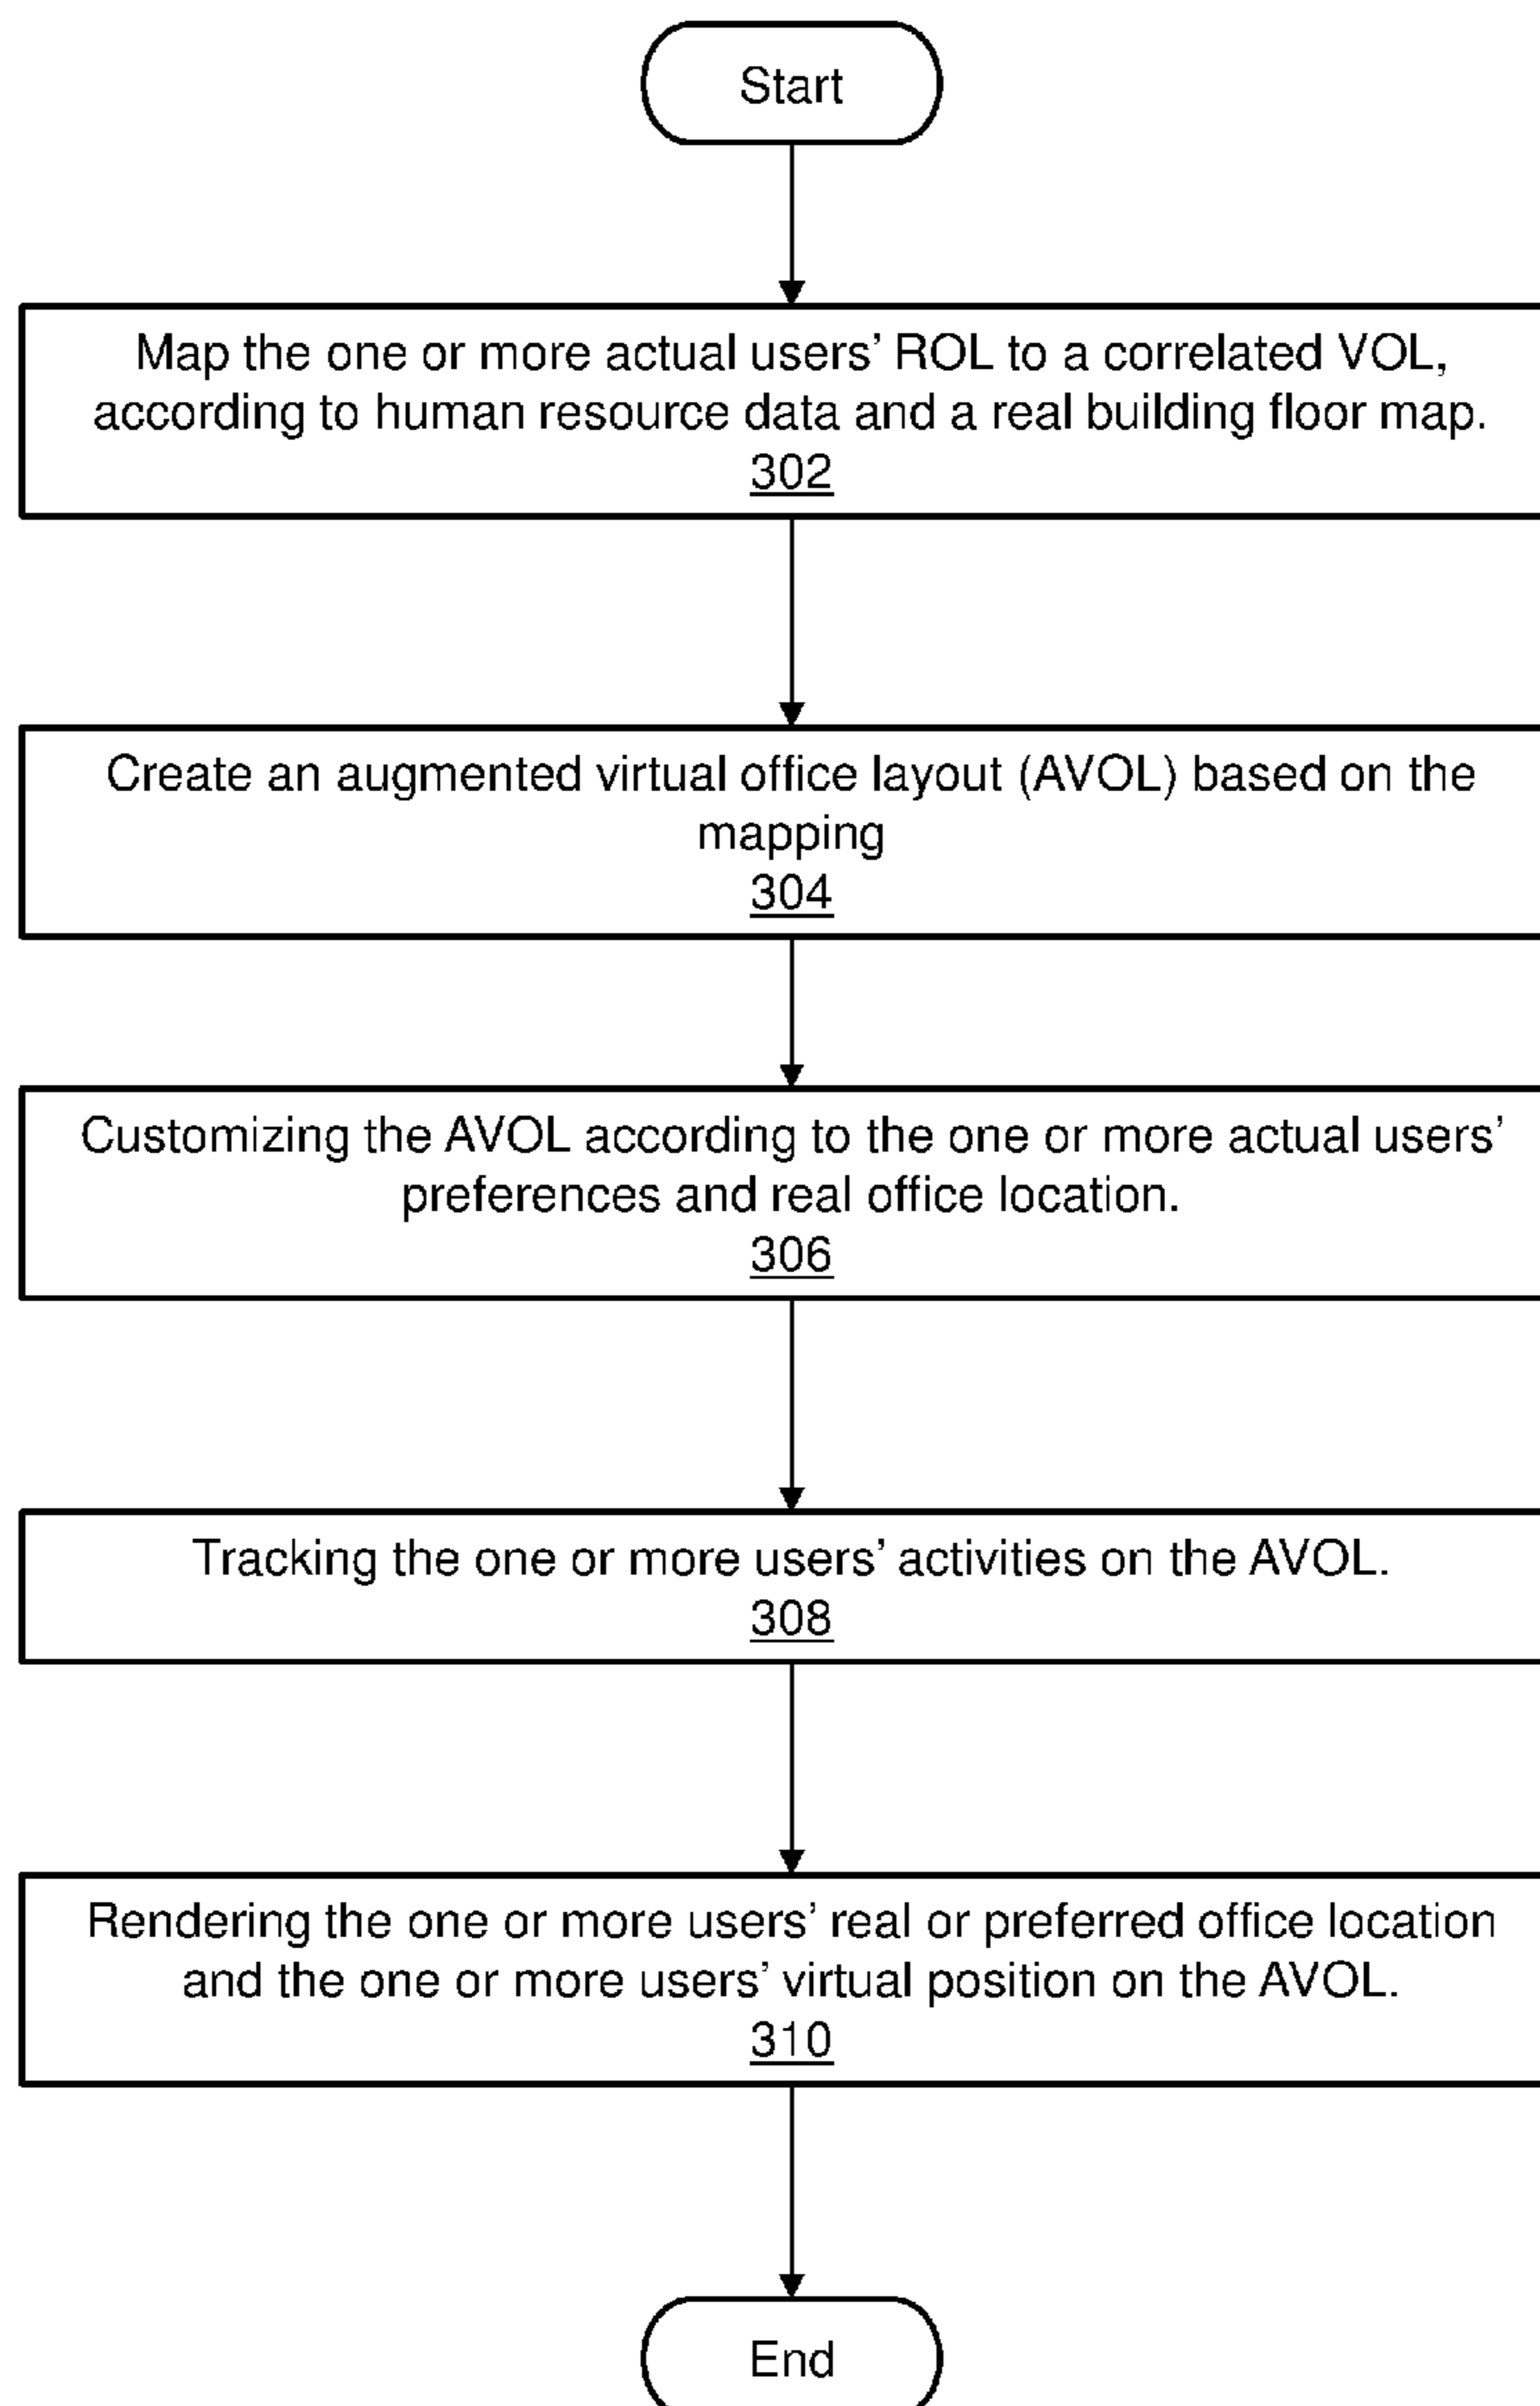 Start
Map the one or more actual users’ ROL to a correlated VOL,
according to human resource data and a real building floor map.
302
Create an augmented virtual office layout (AVOL) based on the
mapping
304
Customizing the AVOL according to the one or more actual users’
preferences and real office location.
306
Tracking the one or more users’ activities on the AVOL.
308
Rendering the one or more users’ real or preferred office location
and the one or more users’ virtual position on the AVOL.
310
End